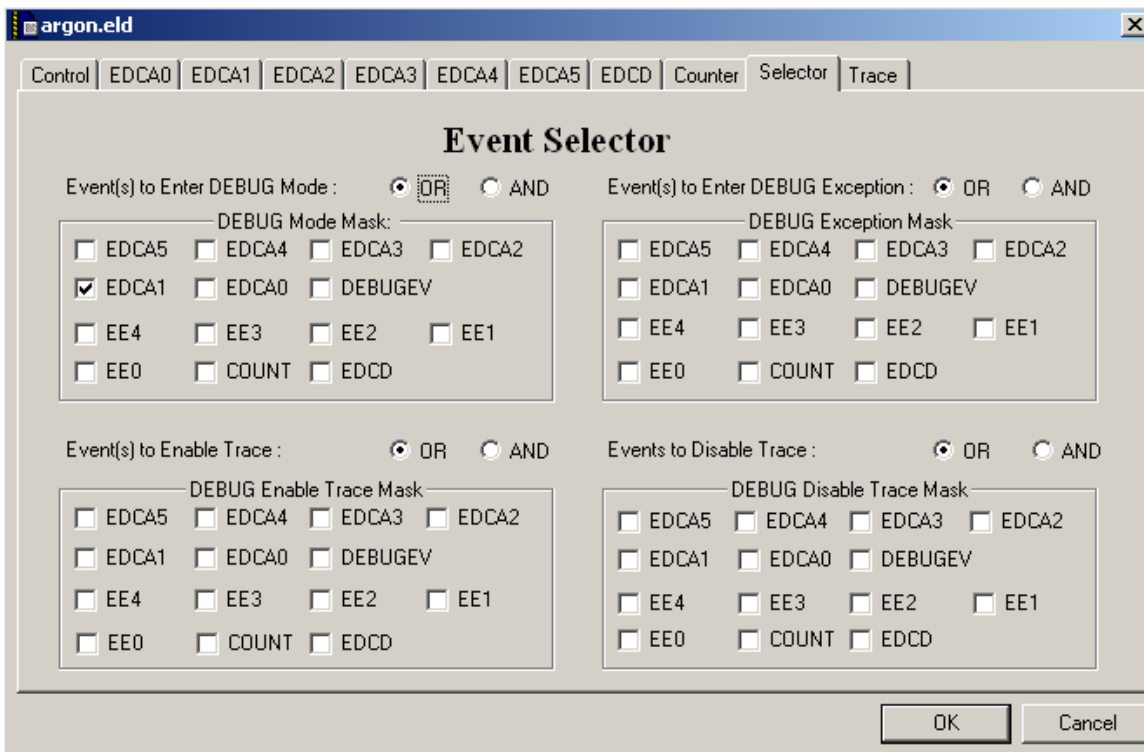 argon.eld
Control EDCA0 EDCA1 EDCA2 EDCA3 EDCA4 EDCA5 EDCD Counter Selector Trace
Event Selector
Event(s) to Enter DEBUG Mode : OR AND
DEBUG Mode Mask:
EDCA5 EDCA4 EDCA3 EDCA2
EDCA1 EDCA0 DEBUGEV
EE4 EE3 EE2 EE1
EE0 COUNT EDCD
Event(s) to Enter DEBUG Exception : OR AND
DEBUG Exception Mask
EDCA5 EDCA4 EDCA3 EDCA2
EDCA1 EDCA0 DEBUGEV
EE4 EE3 EE2 EE1
EE0 COUNT EDCD
Event(s) to Enable Trace : OR AND
DEBUG Enable Trace Mask
EDCA5 EDCA4 EDCA3 EDCA2
EDCA1 EDCA0 DEBUGEV
EE4 EE3 EE2 EE1
EE0 COUNT EDCD
Events to Disable Trace : OR AND
DEBUG Disable Trace Mask
EDCA5 EDCA4 EDCA3 EDCA2
EDCA1 EDCA0 DEBUGEV
EE4 EE3 EE2 EE1
EE0 COUNT EDCD
OK Cancel